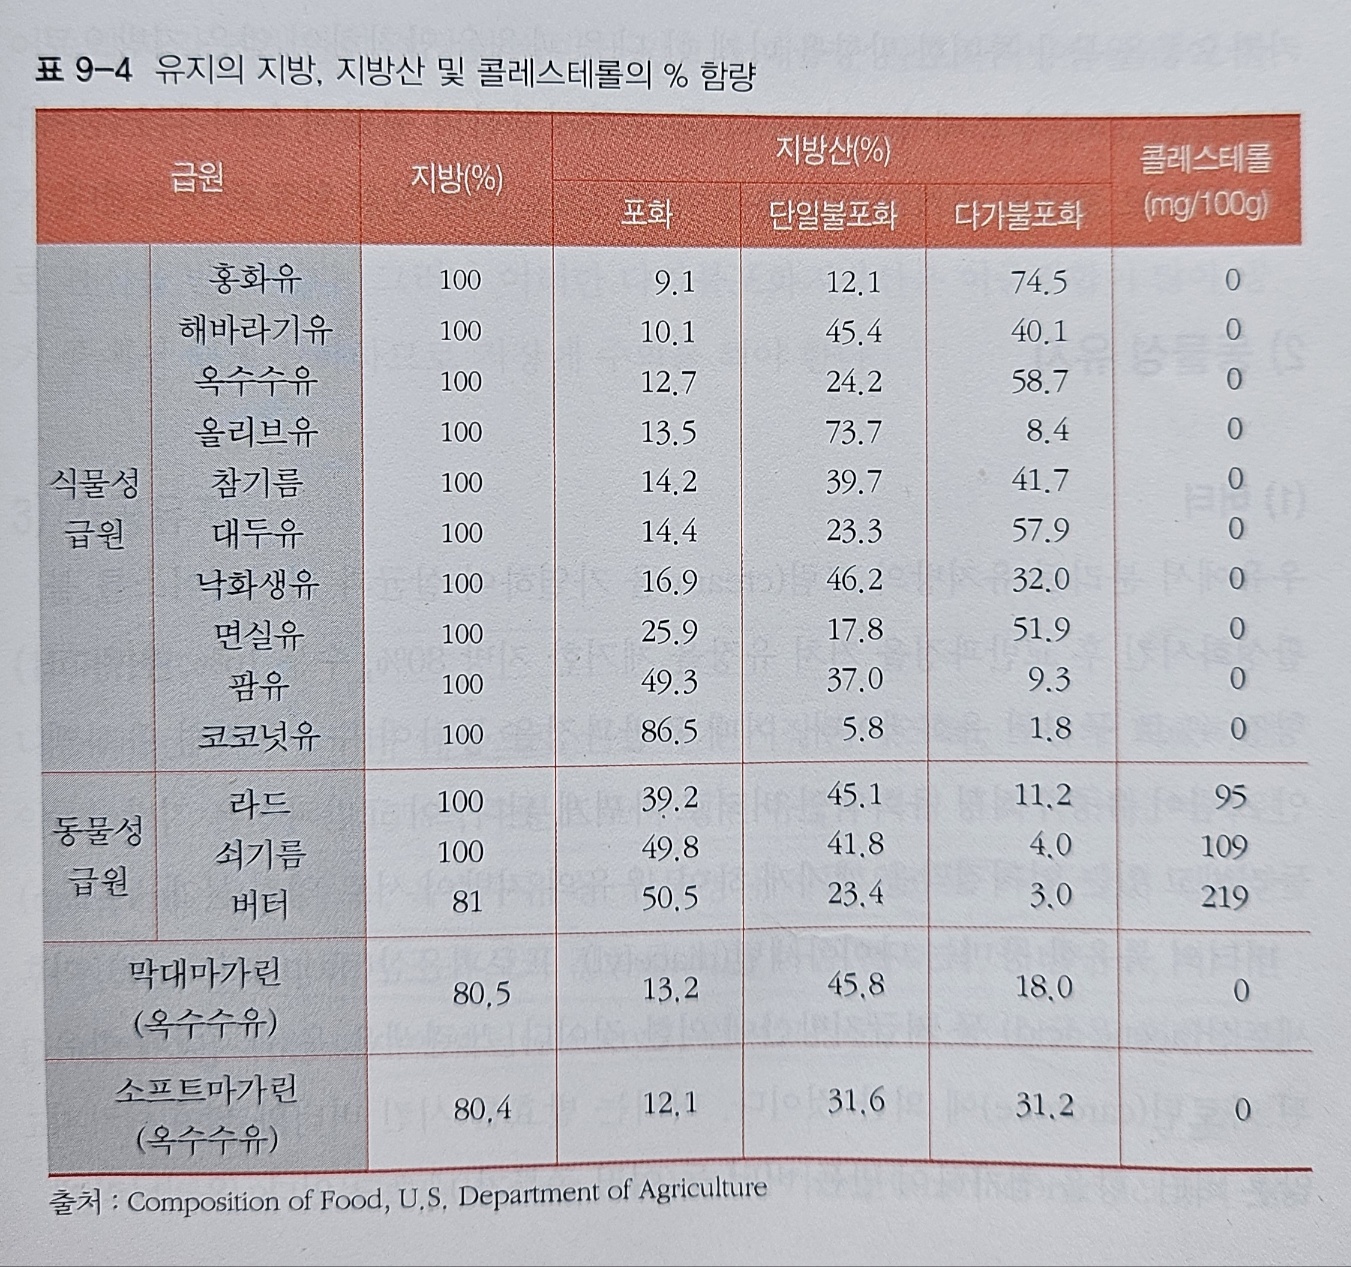 표 9-4 유지의 지방, 지방산 및 콜레스테롤의 % 함량
급원 지방(%) 지방산(%) 콜레스테롤
(mg/100g)
포화 단일불포화 다가불포화
식물성
급원
홍화유 100 9.1 12.1 74.5 0
해바라기유 100 10.1 45.4 40.1 0
옥수수유 100 12.7 24.2 58.7 0
올리브유 100 13.5 73.7 8.4 0
참기름 100 14.2 39.7 41.7 0
대두유 100 14.4 23.3 57.9 0
낙화생유 100 16.9 46.2 32.0 0
면실유 100 25.9 17.8 51.9 0
팜유 100 49.3 37.0 9.3 0
코코넛유 100 86.5 5.8 1.8 0
동물성
급원
라드 100 39.2 45.1 11.2 95
쇠기름 100 49.8 41.8 4.0 109
버터 81 50.5 23.4 3.0 219
막대마가린
(옥수수유)
80.5 13.2 45.8 18.0 0
소프트마가린
(옥수수유)
80.4 12.1 31.6 31.2 0
출처 : Composition of Food, U.S. Department of Agriculture